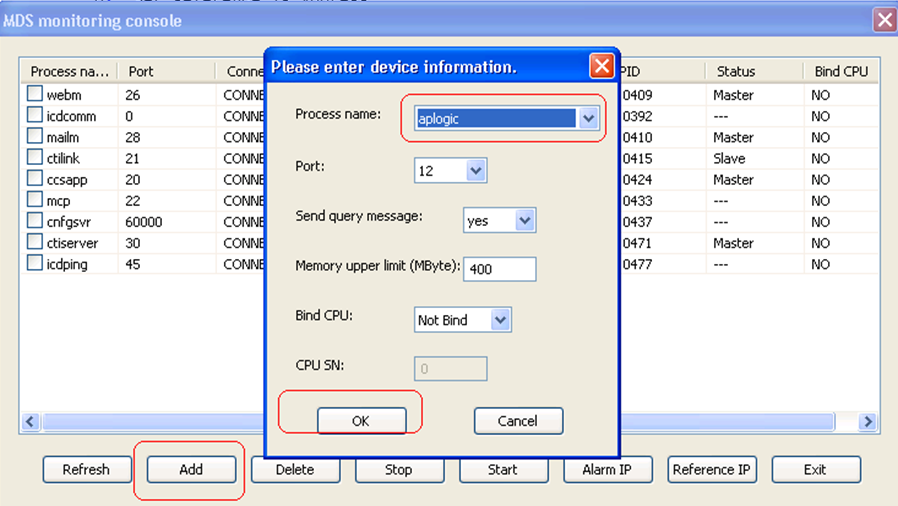 MDS monitoring console
Please enter device information.
Process na... Port Conne PID Status Bind CPU
webm 26 CONNE 0409 Master NO
icdcomm 0 CONNE 0392 --- NO
mailm 28 CONNE 0410 Master NO
ctilink 21 CONNE 0415 Slave NO
ccsapp 20 CONNE 0424 Master NO
mcp 22 CONNE 0433 --- NO
cnfgsvr 60000 CONNE 0437 --- NO
ctiserver 30 CONNE 0471 Master NO
icdping 45 CONNE 0477 --- NO
Process name: aplogic
Port: 12
Send query message: yes
Memory upper limit (MByte): 400
Bind CPU: Not Bind
CPU SN: 0
OK Cancel
Refresh Add Delete Stop Start Alarm IP Reference IP Exit